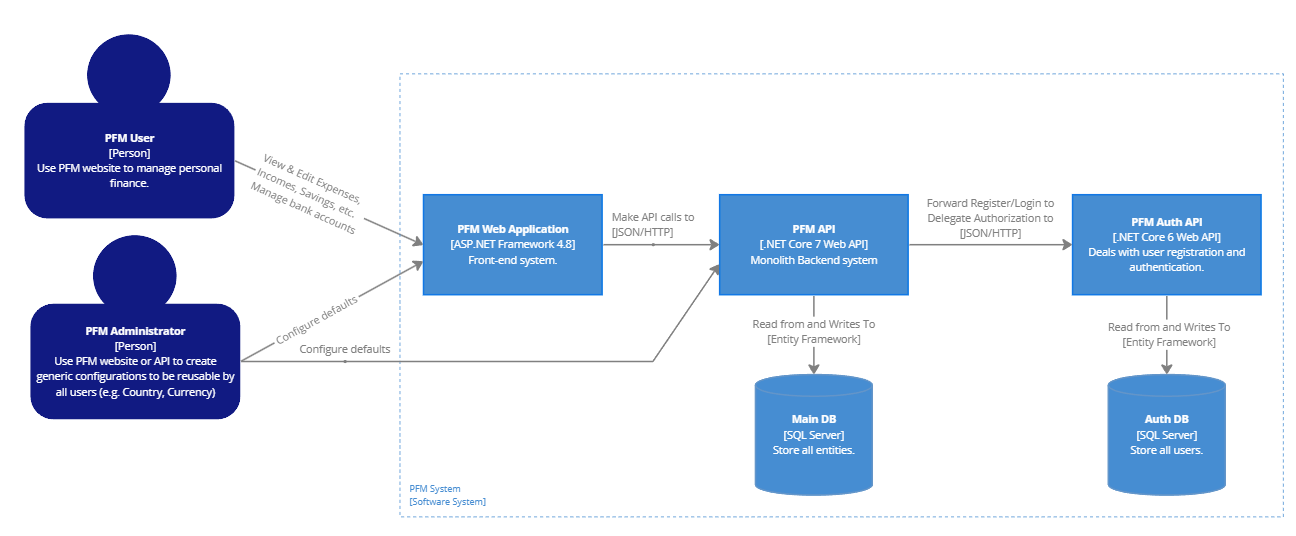 PFM User
[Person]
Use PFM website to manage personal
finance.
View & Edit Expenses,
Incomes, Savings, etc.
Manage bank accounts
PFM Administrator
[Person]
Use PFM website or API to create
generic configurations to be reusable by
all users (e.g. Country, Currency)
Configure defaults
Configure defaults
PFM Web Application
[ASP.NET Framework 4.8]
Front-end system.
Make API calls to
[JSON/HTTP]
PFM API
[.NET Core 7 Web API]
Monolith Backend system
Forward Register/Login to
Delegate Authorization to
[JSON/HTTP]
PFM Auth API
[.NET Core 6 Web API]
Deals with user registration and
authentication.
Read from and Writes To
[Entity Framework]
Read from and Writes To
[Entity Framework]
Main DB
[SQL Server]
Store all entities.
Auth DB
[SQL Server]
Store all users.
PFM System
[Software System]